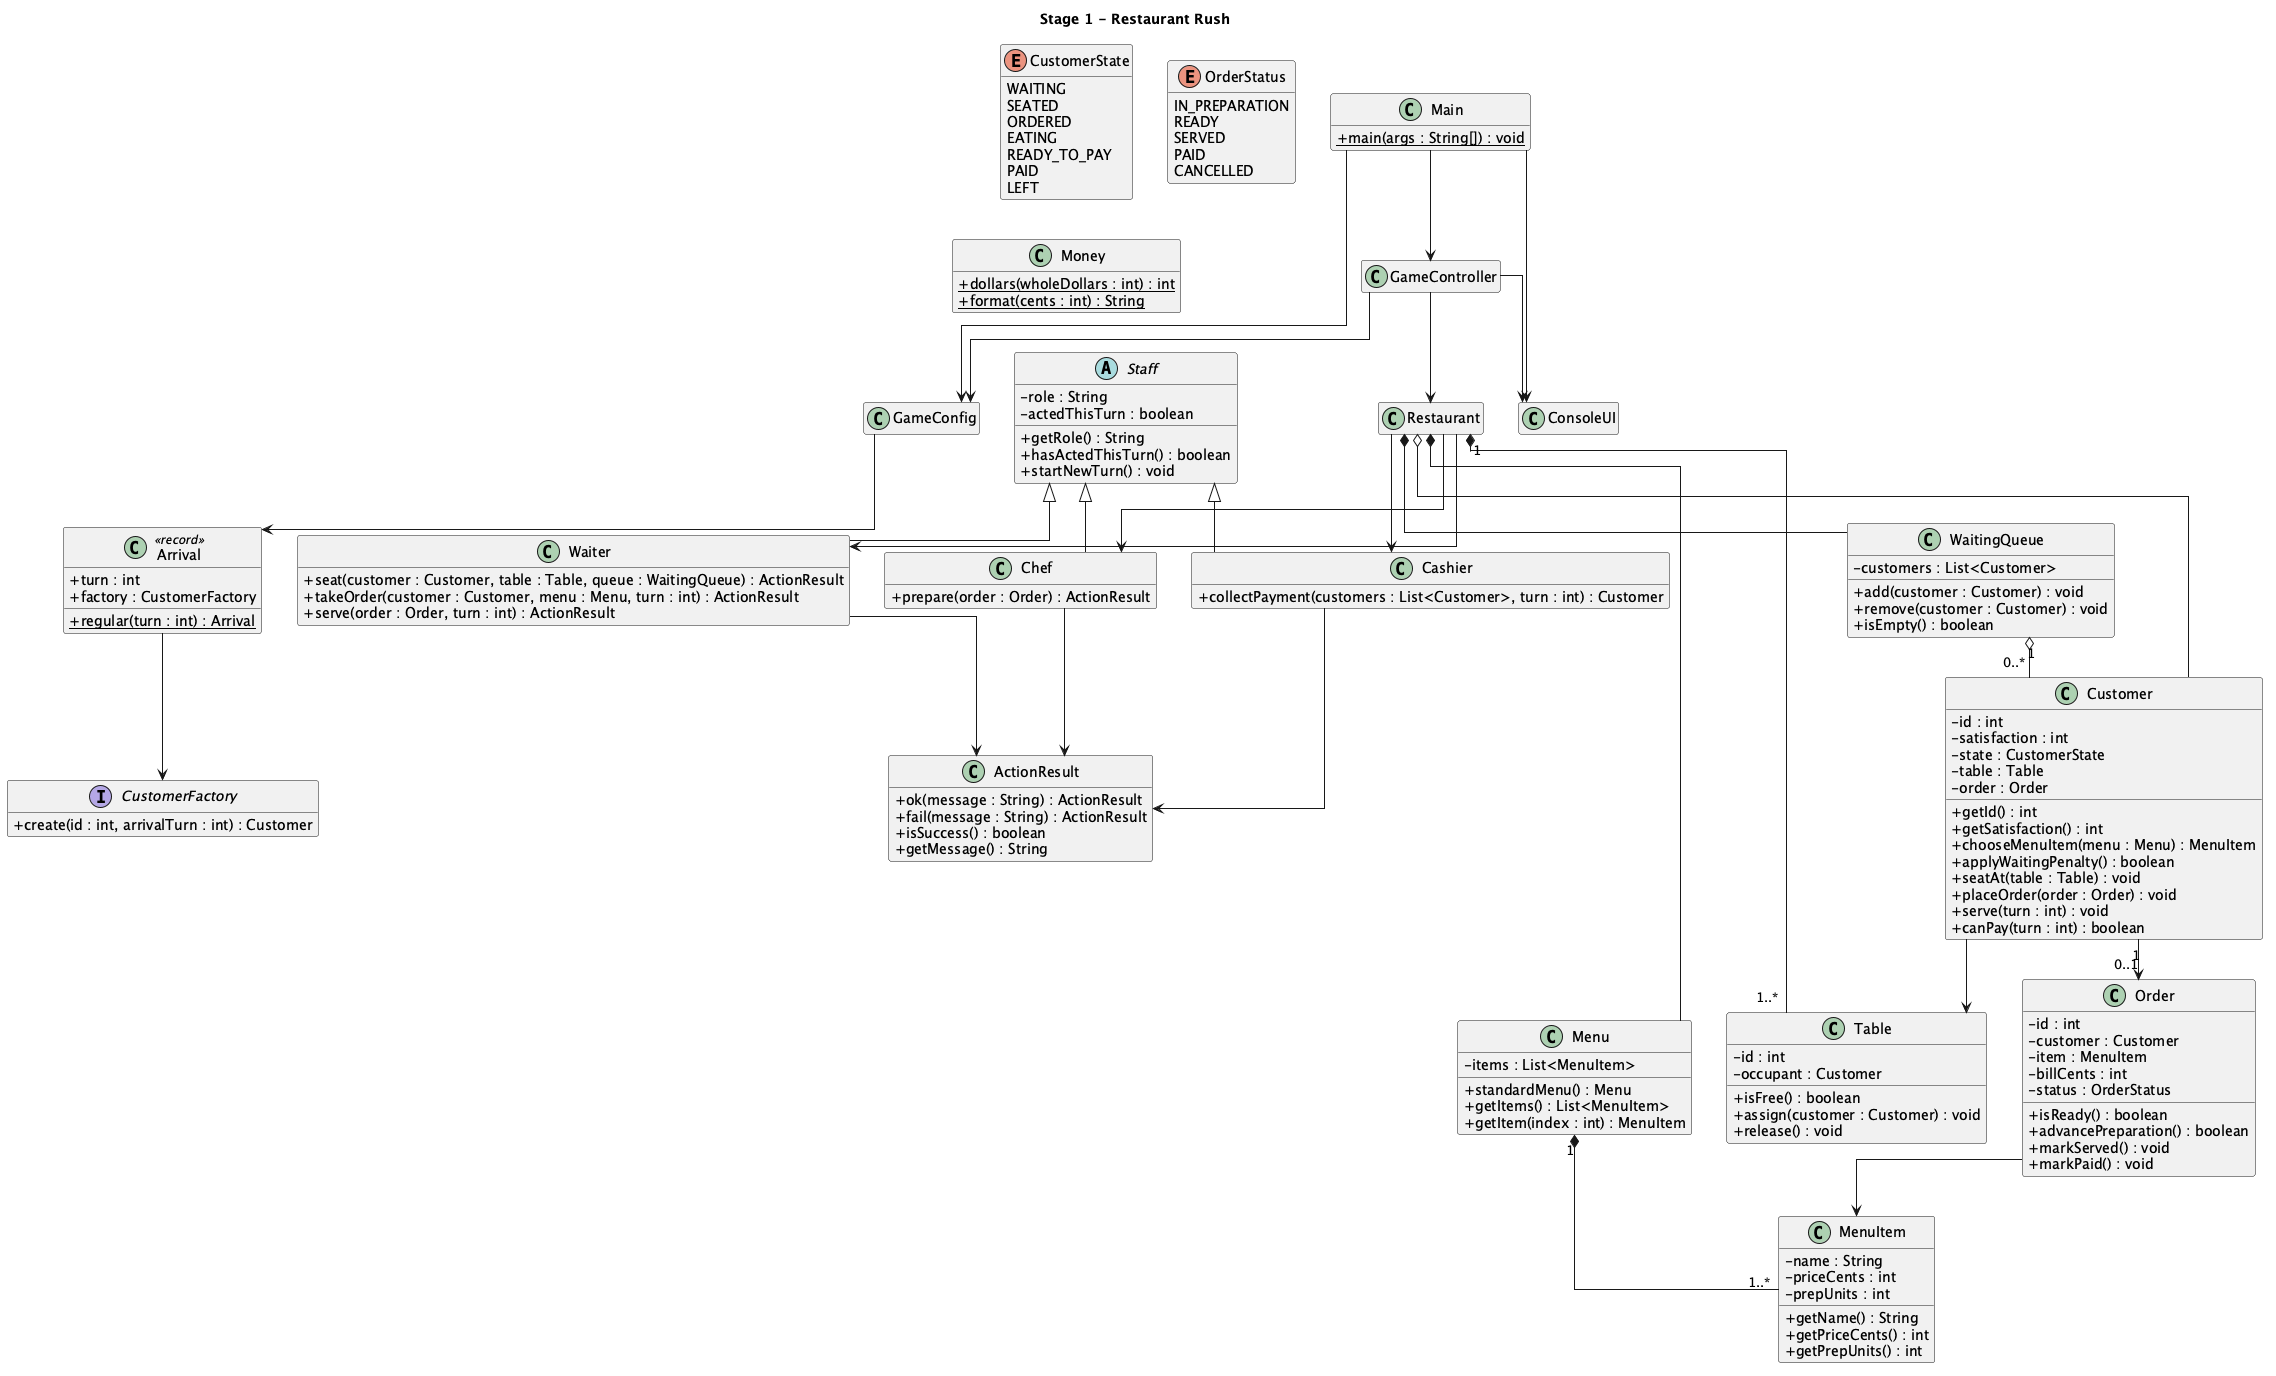 Stage 1 - Restaurant Rush
E CustomerState
WAITING
SEATED
ORDERED
EATING
READY_TO_PAY
PAID
LEFT
E OrderStatus
IN_PREPARATION
READY
SERVED
PAID
CANCELLED
C Main
+main(args : String[]) : void
C Money
+dollars(wholeDollars : int) : int
+format(cents : int) : String
C GameController
A Staff
-role : String
-actedThisTurn : boolean
+getRole() : String
+hasActedThisTurn() : boolean
+startNewTurn() : void
C GameConfig
C Restaurant
C ConsoleUI
1
C «record»
Arrival
+turn : int
+factory : CustomerFactory
+regular(turn : int) : Arrival
C Waiter
+seat(customer : Customer, table : Table, queue : WaitingQueue) : ActionResult
+takeOrder(customer : Customer, menu : Menu, turn : int) : ActionResult
+serve(order : Order, turn : int) : ActionResult
C Chef
+prepare(order : Order) : ActionResult
C Cashier
+collectPayment(customers : List<Customer>, turn : int) : Customer
C WaitingQueue
-customers : List<Customer>
+add(customer : Customer) : void
+remove(customer : Customer) : void
+isEmpty() : boolean
1
0..*
I CustomerFactory
+create(id : int, arrivalTurn : int) : Customer
C ActionResult
+ok(message : String) : ActionResult
+fail(message : String) : ActionResult
+isSuccess() : boolean
+getMessage() : String
C Customer
-id : int
-satisfaction : int
-state : CustomerState
-table : Table
-order : Order
+getId() : int
+getSatisfaction() : int
+chooseMenuItem(menu : Menu) : MenuItem
+applyWaitingPenalty() : boolean
+seatAt(table : Table) : void
+placeOrder(order : Order) : void
+serve(turn : int) : void
+canPay(turn : int) : boolean
1
0..1
1..*
C Menu
-items : List<MenuItem>
+standardMenu() : Menu
+getItems() : List<MenuItem>
+getItem(index : int) : MenuItem
C Table
-id : int
-occupant : Customer
+isFree() : boolean
+assign(customer : Customer) : void
+release() : void
C Order
-id : int
-customer : Customer
-item : MenuItem
-billCents : int
-status : OrderStatus
+isReady() : boolean
+advancePreparation() : boolean
+markServed() : void
+markPaid() : void
1
1..*
C MenuItem
-name : String
-priceCents : int
-prepUnits : int
+getName() : String
+getPriceCents() : int
+getPrepUnits() : int